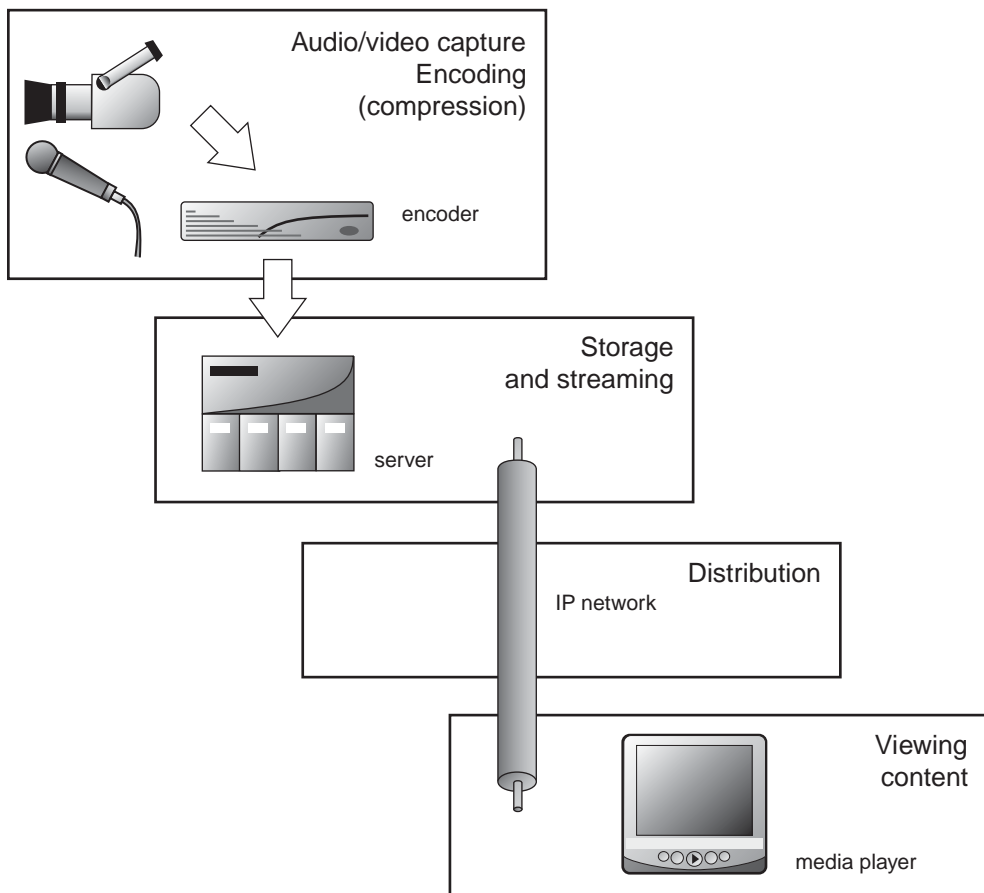 Audio/video capture
Encoding
(compression)
encoder
Storage
and streaming
server
Distribution
IP network
Viewing
content
media player